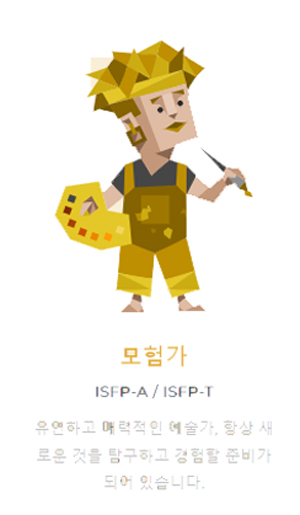 모험가
ISFP-A / ISFP-T
유연하고 매력적인 예술가, 항상 새
로운 것을 탐구하고 경험할 준비가
되어 있습니다.